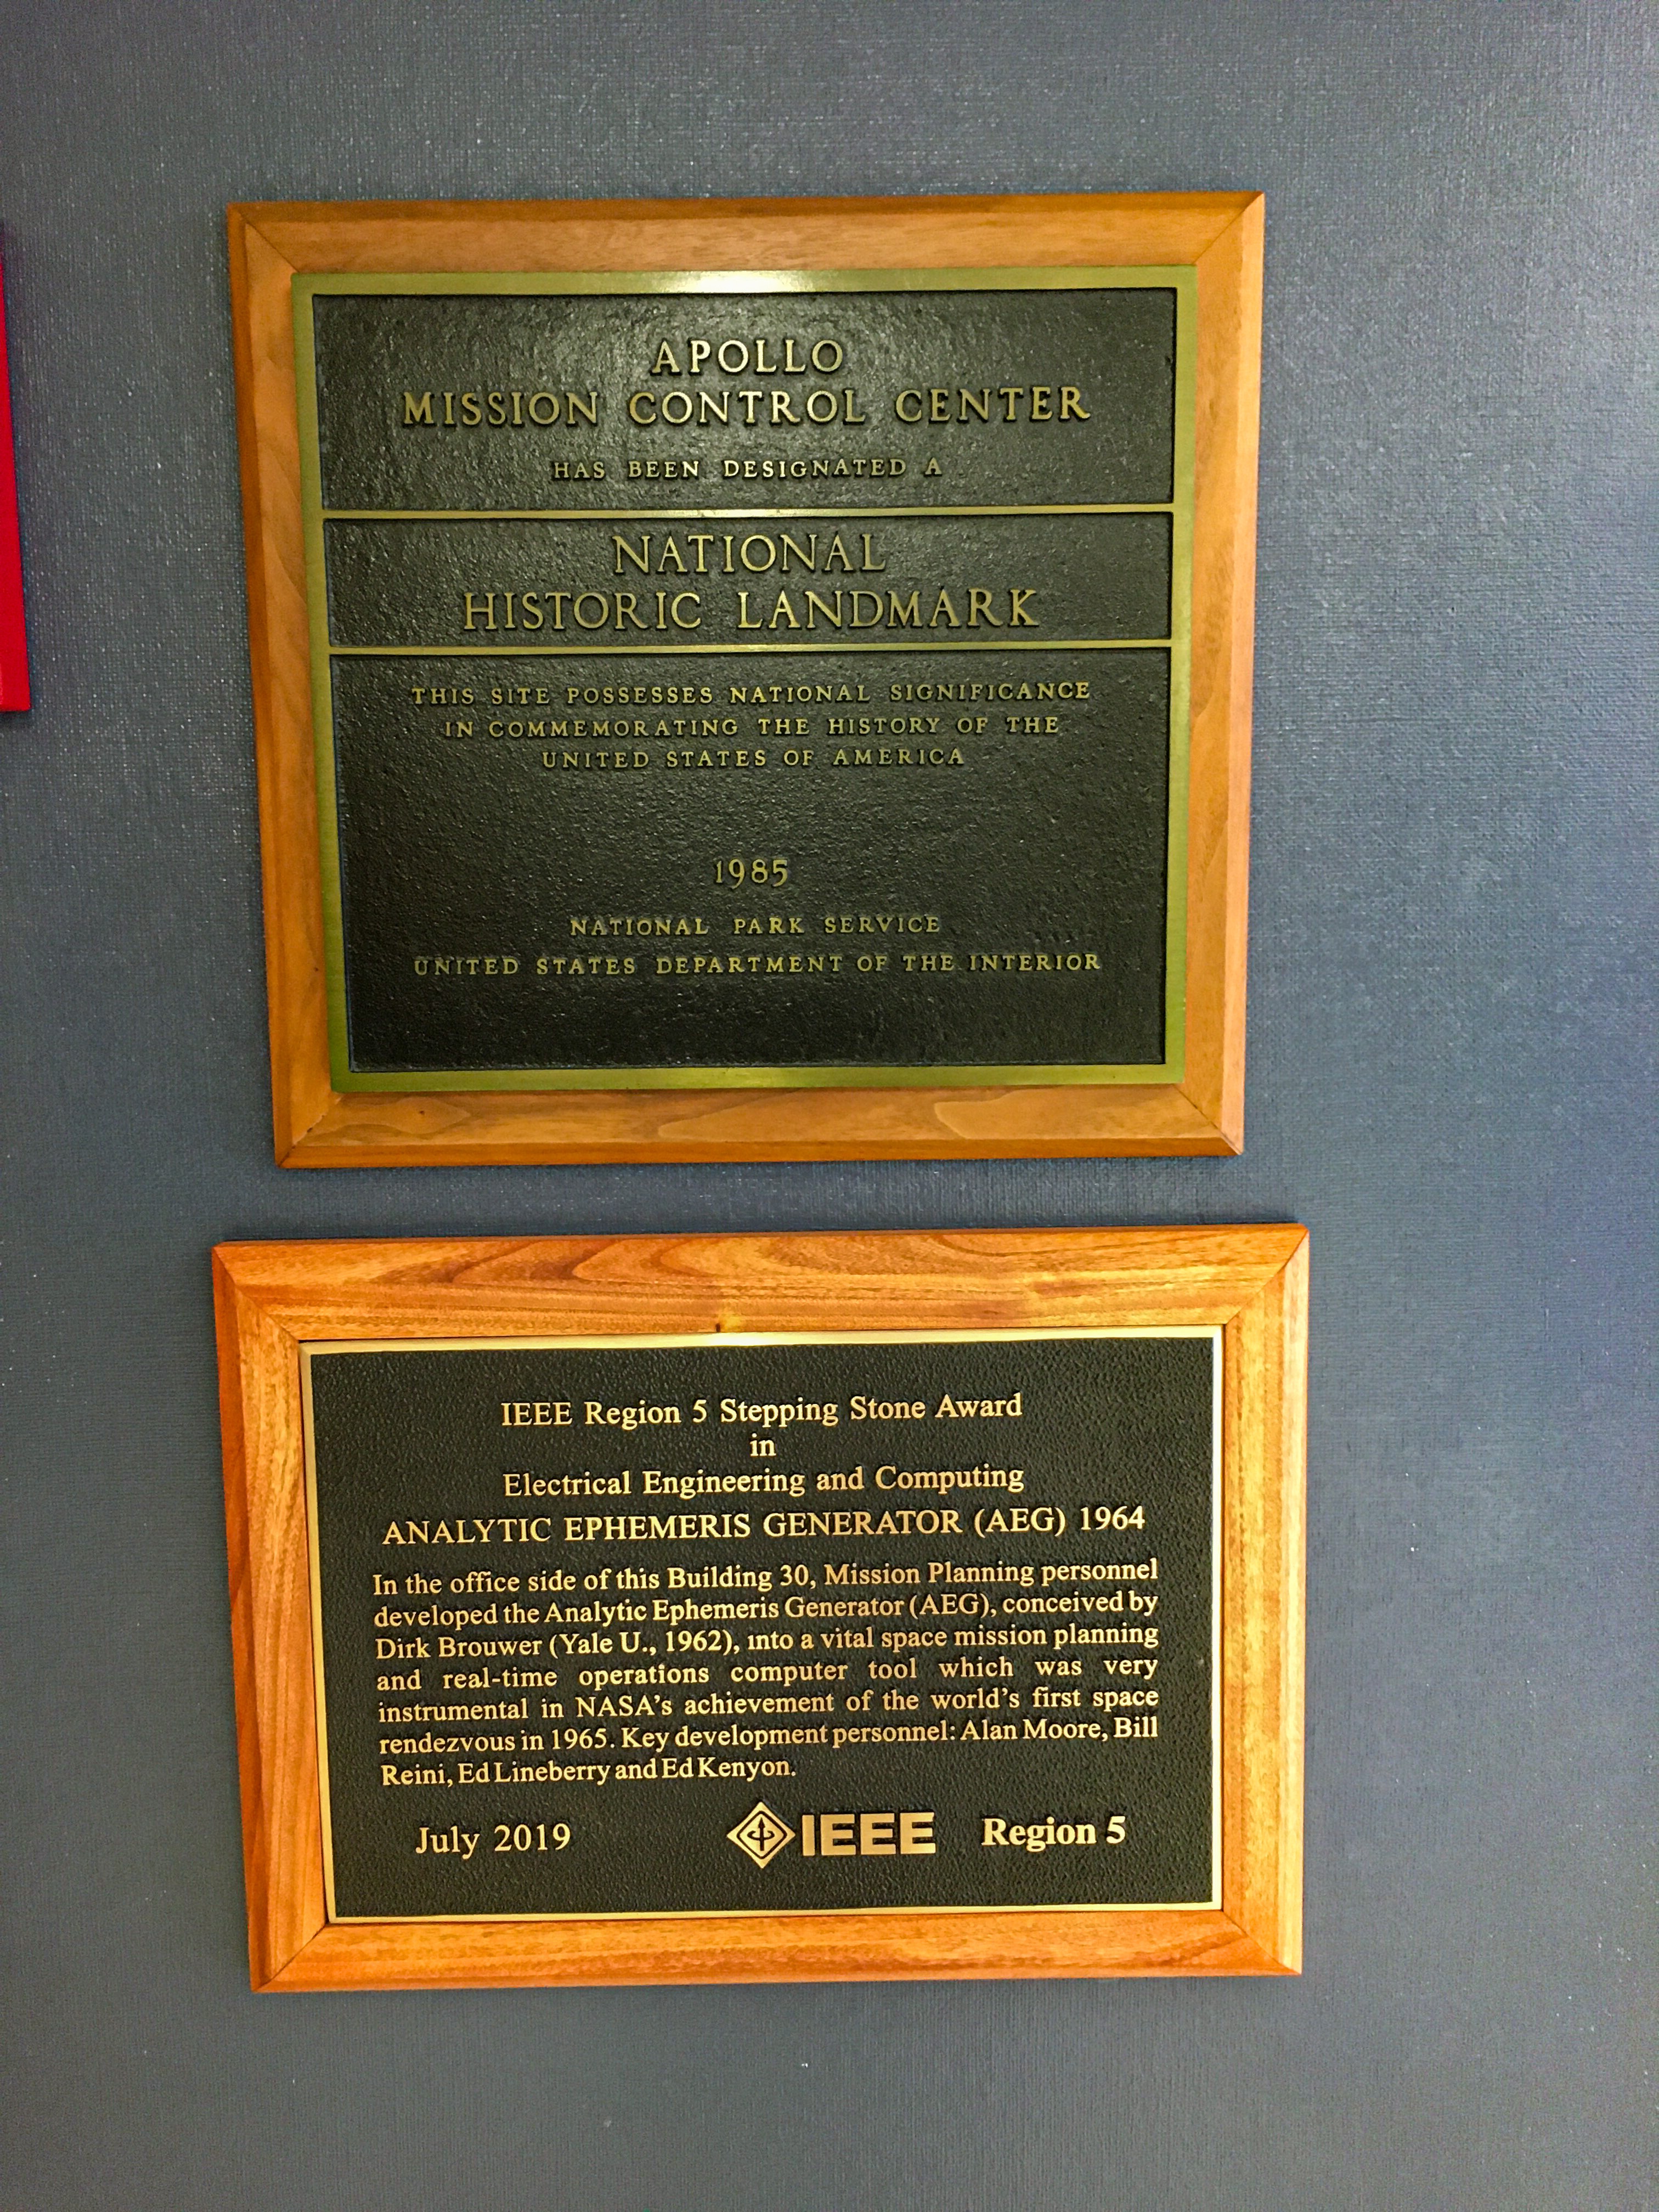 APOLLO
MISSION CONTROL CENTER
HAS BEEN DESIGNATED A
NATIONAL
HISTORIC LANDMARK
THIS SITE POSSESSES NATIONAL SIGNIFICANCE
IN COMMEMORATING THE HISTORY OF THE
UNITED STATES OF AMERICA
1985
NATIONAL PARK SERVICE
UNITED STATES DEPARTMENT OF THE INTERIOR
IEEE Region 5 Stepping Stone Award
in
Electrical Engineering and Computing
ANALYTIC EPHEMERIS GENERATOR (AEG) 1964
In the office side of this Building 30, Mission Planning personnel
developed the Analytic Ephemeris Generator (AEG), conceived by
Dirk Brouwer (Yale U., 1962), into a vital space mission planning
and real-time operations computer tool which was very
instrumental in NASA's achievement of the world's first space
rendezvous in 1965. Key development personnel: Alan Moore, Bill
Reini, Ed Lineberry and Ed Kenyon.
July 2019 IEEE Region 5